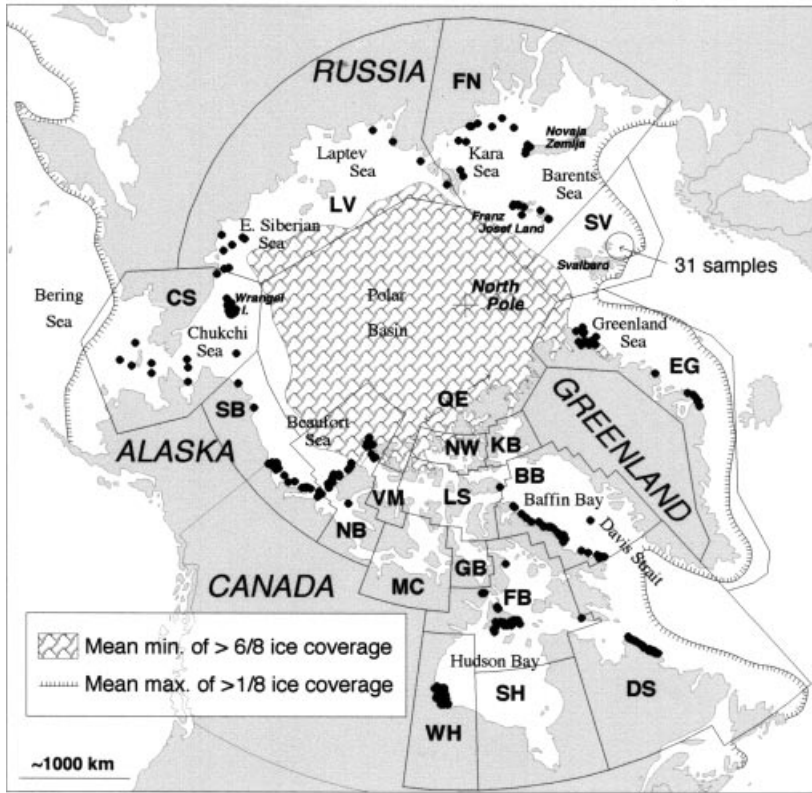 RUSSIA
FN
Novaja
Zemlja
Laptev
Sea
Kara
Sea
Barents
Sea
LV
SV
Franz
Josef Land
E. Siberian
Sea
Svalbard
31 samples
CS
Wrangel
I.
North
Pole
Polar
Basin
Bering
Sea
Chukchi
Sea
Greenland
Sea
EG
QE
SB
GREENLAND
Beaufort
Sea
ALASKA
NW
KB
BB
VM
LS
Baffin Bay
NB
Davis Strait
GB
CANADA
MC
FB
Hudson Bay
SH
DS
WH
Mean min. of > 6/8 ice coverage
Mean max. of >1/8 ice coverage
~1000 km